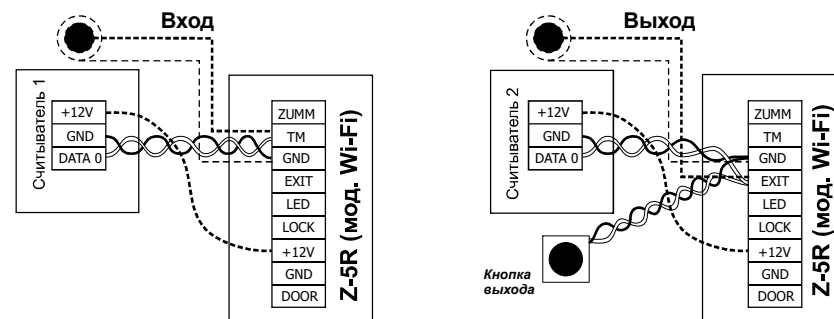 Вход
Считыватель 1
+12V
GND
DATA 0
ZUMM
TM
GND
EXIT
LED
LOCK
+12V
GND
DOOR
Z-5R (мод. Wi-Fi)
Выход
Считыватель 2
+12V
GND
DATA 0
Кнопка
выхода
ZUMM
TM
GND
EXIT
LED
LOCK
+12V
GND
DOOR
Z-5R (мод. Wi-Fi)